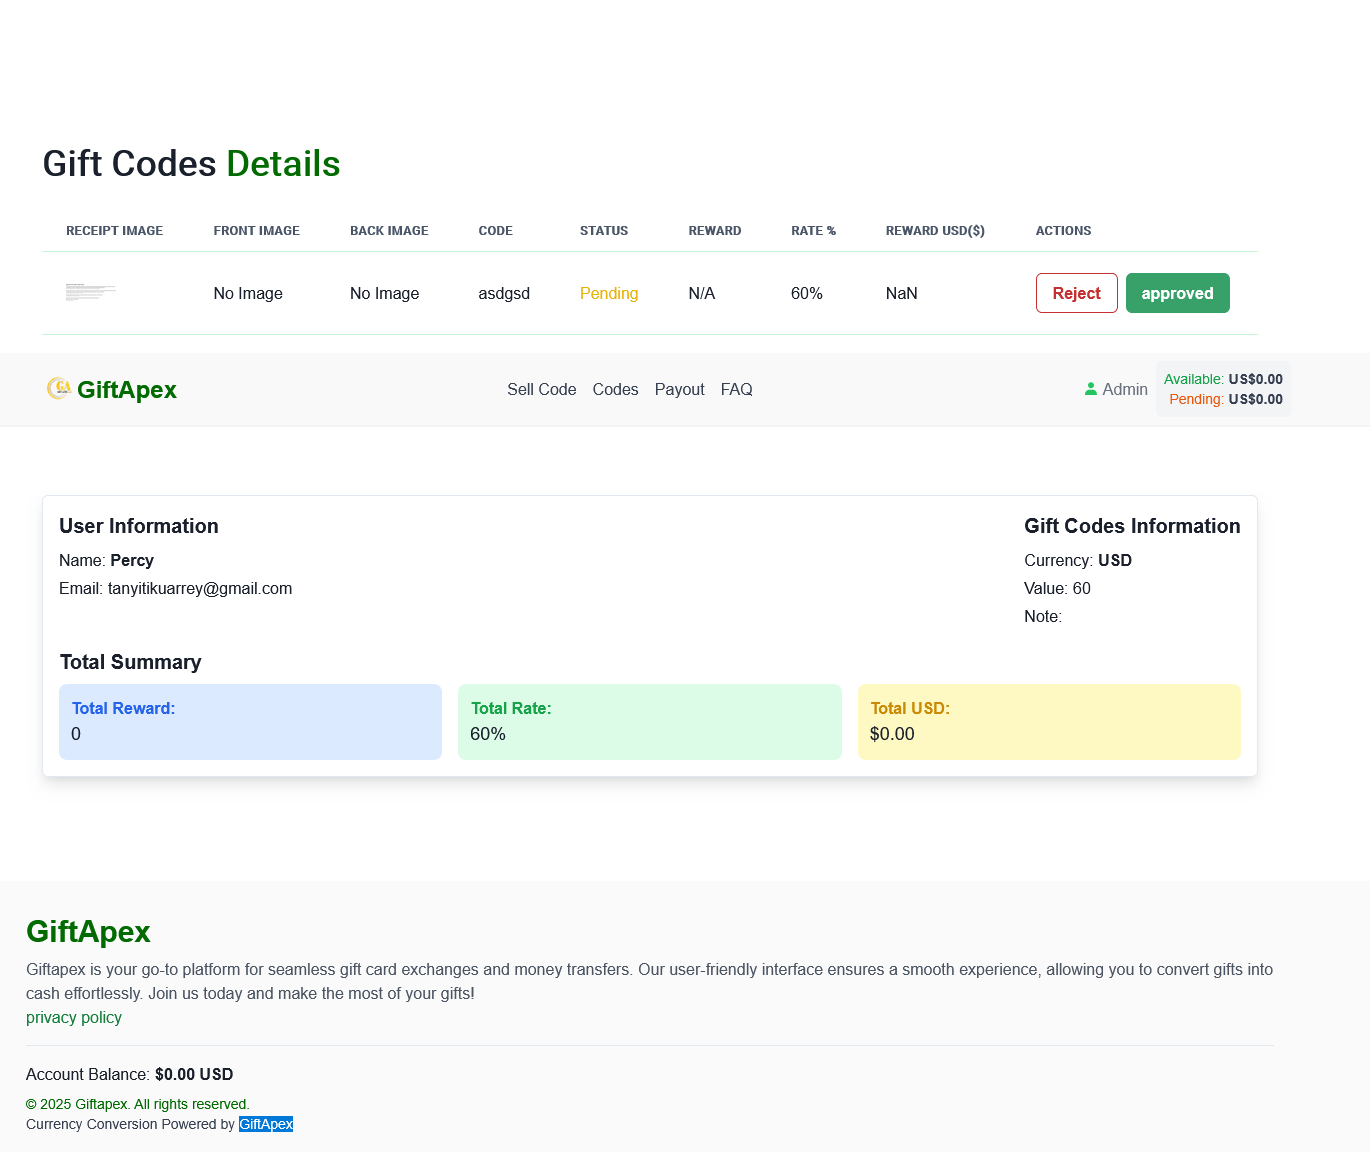 Gift Codes Details
RECEIPT IMAGE FRONT IMAGE BACK IMAGE CODE STATUS REWARD RATE % REWARD USD($) ACTIONS
No Image No Image asdgsd Pending N/A 60% NaN Reject approved
GiftApex Sell Code Codes Payout FAQ Admin Available: US$0.00
Pending: US$0.00
User Information Gift Codes Information
Name: Percy Currency: USD
Email: tanyitikuarrey@gmail.com Value: 60
Note:
Total Summary
Total Reward: Total Rate: Total USD:
0 60% $0.00
GiftApex
Giftapex is your go-to platform for seamless gift card exchanges and money transfers. Our user-friendly interface ensures a smooth experience, allowing you to convert gifts into
cash effortlessly. Join us today and make the most of your gifts!
privacy policy
Account Balance: $0.00 USD
© 2025 Giftapex. All rights reserved.
Currency Conversion Powered by GiftApex